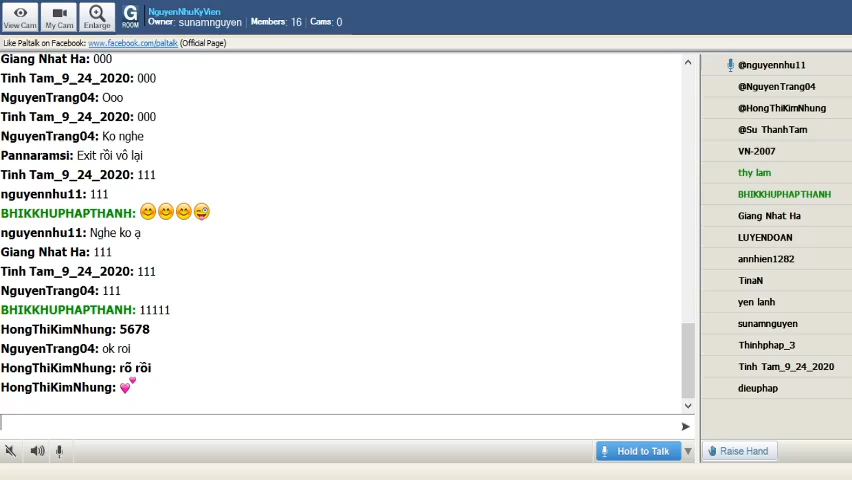 View Cam
My Cam
Enlarge
G
ROOM
NguyenNhuKyVien
Owner: sunamnguyen Members: 16 Cams: 0
Like Paltalk on Facebook: www.facebook.com/paltalk (Official Page)
Giang Nhat Ha: 000
Tinh Tam_9_24_2020: 000
NguyenTrang04: Ooo
Tinh Tam_9_24_2020: 000
NguyenTrang04: Ko nghe
Pannaramsi: Exit rồi vô lại
Tinh Tam_9_24_2020: 111
nguyennhu11: 111
BHIKKHUPHAPTHANH: 😊😊😊😜
nguyennhu11: Nghe ko ạ
Giang Nhat Ha: 111
Tinh Tam_9_24_2020: 111
NguyenTrang04: 111
BHIKKHUPHAPTHANH: 11111
HongThiKimNhung: 5678
NguyenTrang04: ok roi
HongThiKimNhung: rõ rồi
HongThiKimNhung: 💕
@nguyennhu11
@NguyenTrang04
@HongThiKimNhung
@Su ThanhTam
VN-2007
thy lam
BHIKKHUPHAPTHANH
Giang Nhat Ha
LUYENDOAN
annhien1282
TinaN
yen lanh
sunamnguyen
Thinhphap_3
Tinh Tam_9_24_2020
dieuphap
Hold to Talk
Raise Hand